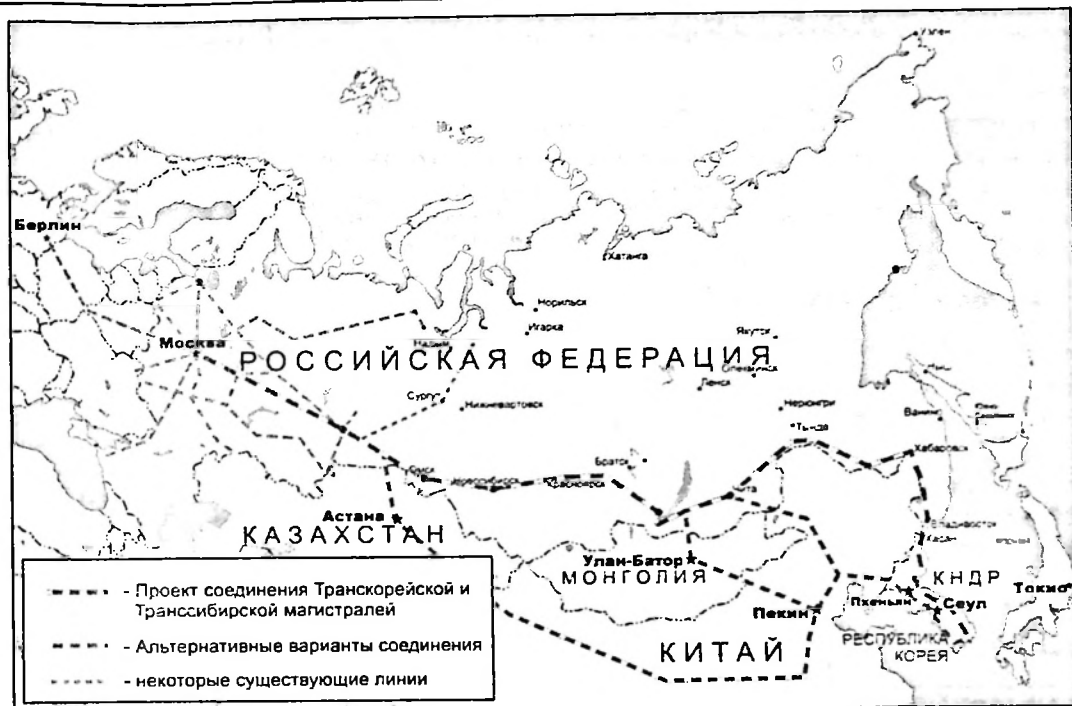 Уэлен
Берлин
Хатанга
Норильск
Игарка
Якутск
Москва
Надым
РОССИЙСКАЯ ФЕДЕРАЦИЯ
Ленск
Сургут
Нижневартовск
Нерюнгри
Тында
Ванино
Хабаровск
Братск
Омск
Новосибирск
Красноярск
Чита
Астана
КАЗАХСТАН
Владивосток
Хасан
Улан-Батор
МОНГОЛИЯ
КНДР
Пхеньян
Сеул
Токио
Пекин
КИТАЙ
РЕСПУБЛИКА
КОРЕЯ
- Проект соединения Транскорейской и
Транссибирской магистралей
- Альтернативные варианты соединения
- некоторые существующие линии